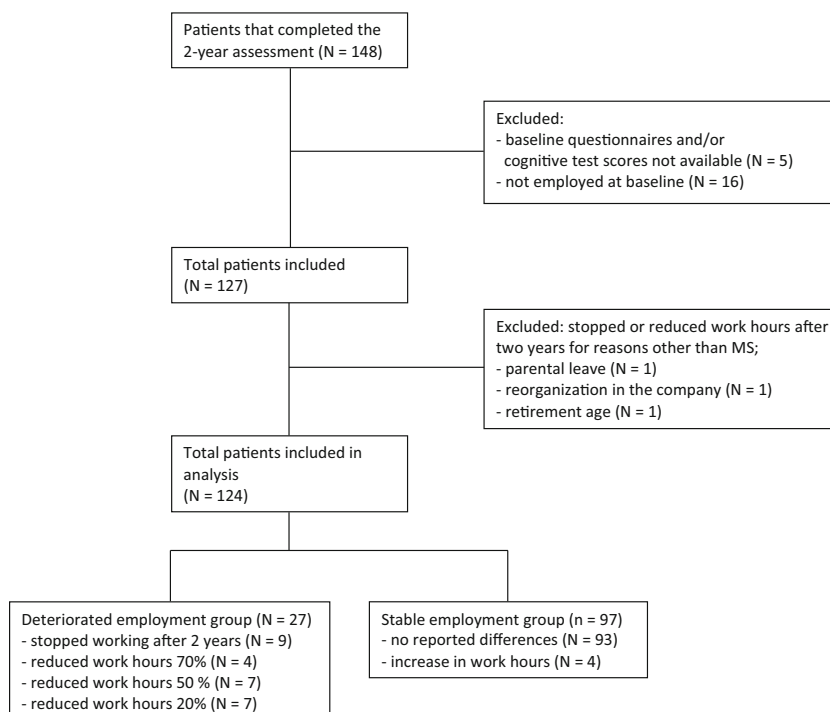 Patients that completed the
2-year assessment (N = 148)
Excluded:
- baseline questionnaires and/or
cognitive test scores not available (N = 5)
- not employed at baseline (N = 16)
Total patients included
(N = 127)
Excluded: stopped or reduced work hours after
two years for reasons other than MS;
- parental leave (N = 1)
- reorganization in the company (N = 1)
- retirement age (N = 1)
Total patients included in
analysis
(N = 124)
Deteriorated employment group (N = 27)
- stopped working after 2 years (N = 9)
- reduced work hours 70% (N = 4)
- reduced work hours 50 % (N = 7)
- reduced work hours 20% (N = 7)
Stable employment group (n = 97)
- no reported differences (N = 93)
- increase in work hours (N = 4)